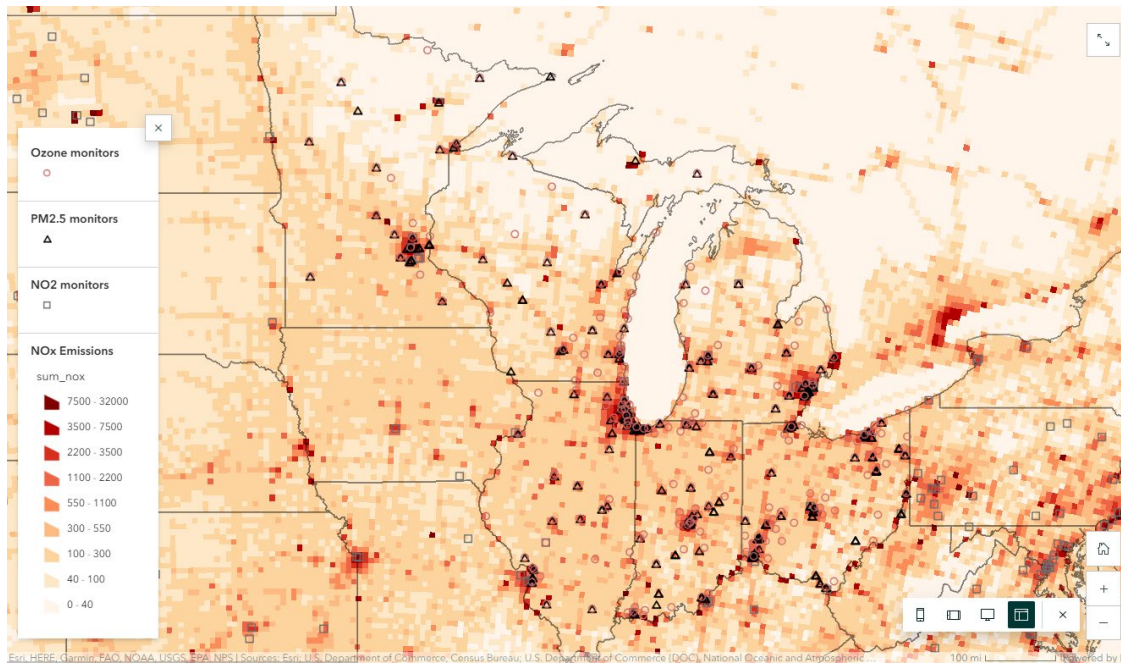 Ozone monitors
PM2.5 monitors
NO2 monitors
NOx Emissions
sum_nox
7500 - 32000
3500 - 7500
2200 - 3500
1100 - 2200
550 - 1100
300 - 550
100 - 300
40 - 100
0 - 40
100 mi
Esri, HERE, Garmin, FAO, NOAA, USGS, EPA, NPS | Sources: Esri; U.S. Department of Commerce, Census Bureau; U.S. Department of Commerce (DOC), National Oceanic and Atmospheric ...
Powered by